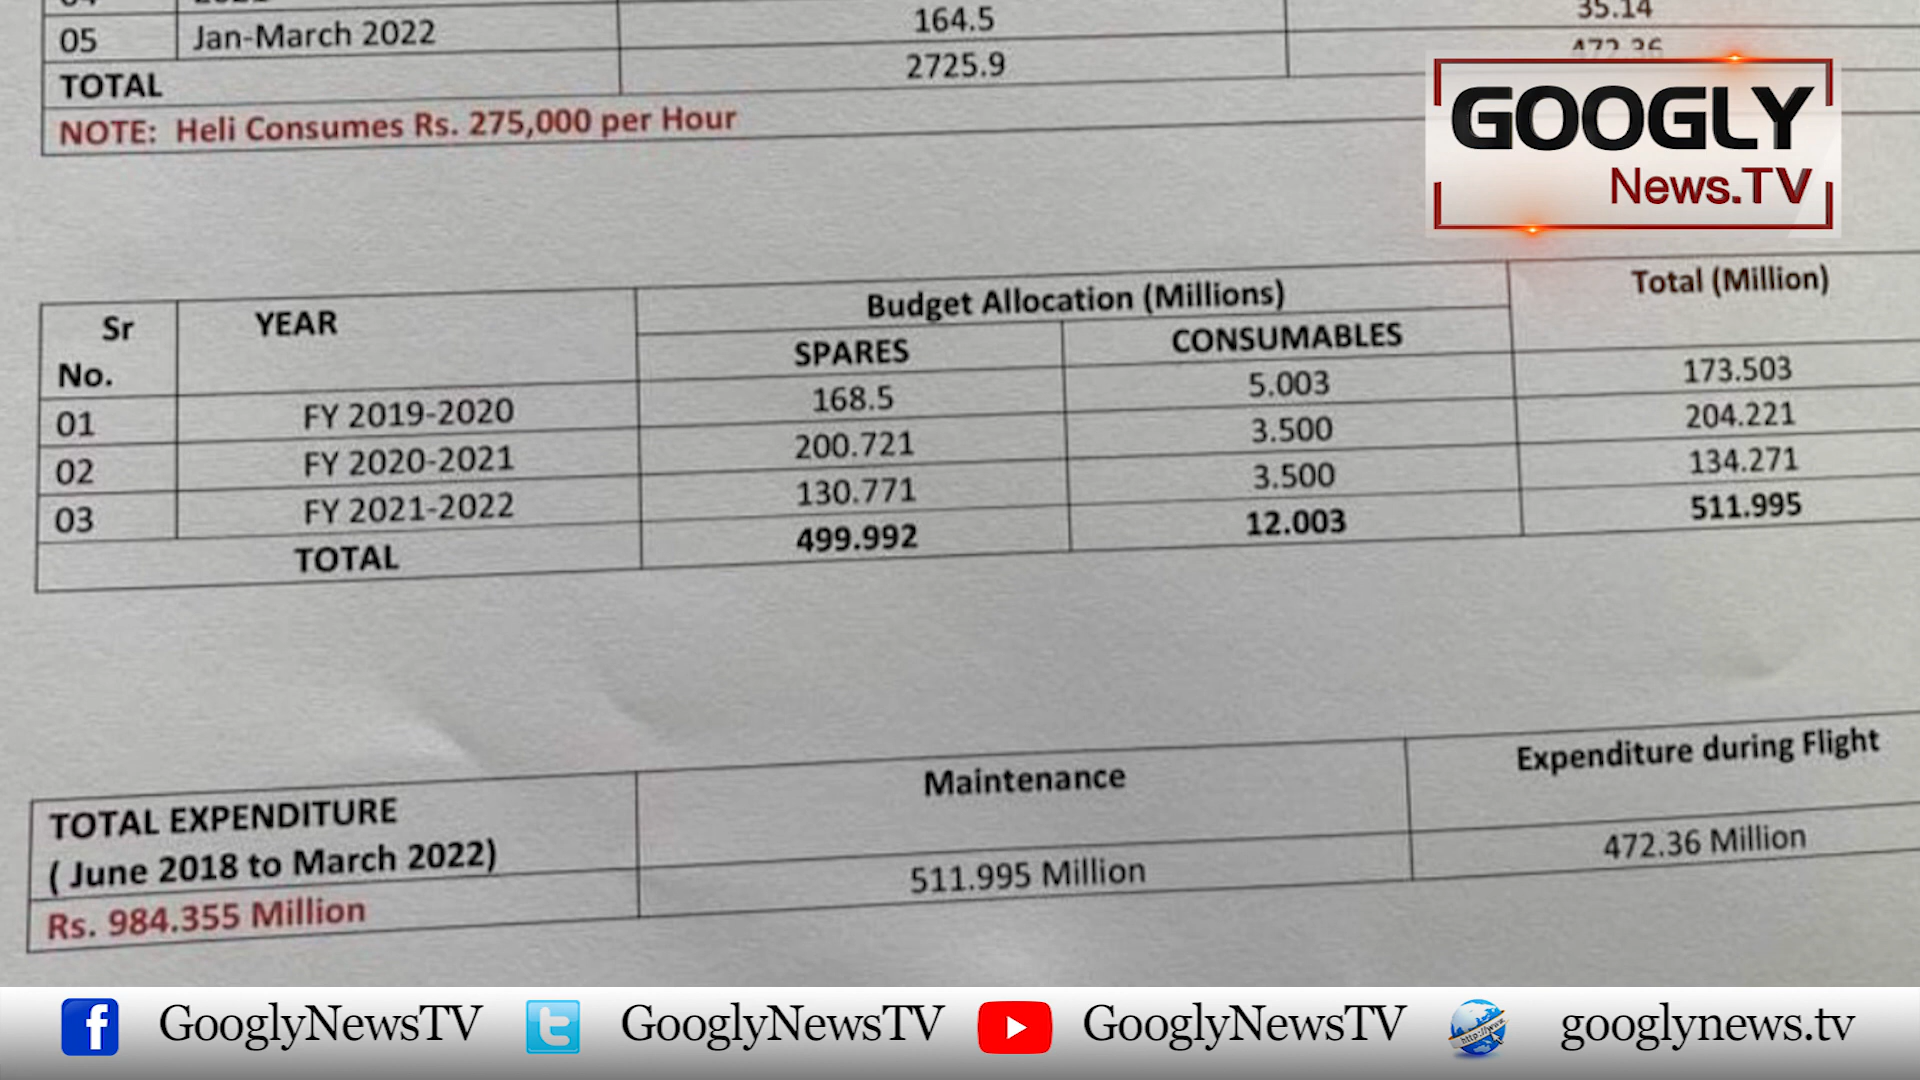 35.14
05 Jan-March 2022 164.5
TOTAL 2725.9 472.36
NOTE: Heli Consumes Rs. 275,000 per Hour
GOOGLY
News.TV
Sr No. YEAR Budget Allocation (Millions) Total (Million)
SPARES CONSUMABLES
01 FY 2019-2020 168.5 5.003 173.503
02 FY 2020-2021 200.721 3.500 204.221
03 FY 2021-2022 130.771 3.500 134.271
TOTAL 499.992 12.003 511.995
TOTAL EXPENDITURE Maintenance Expenditure during Flight
( June 2018 to March 2022)
Rs. 984.355 Million 511.995 Million 472.36 Million
GooglyNewsTV GooglyNewsTV GooglyNewsTV googlynews.tv